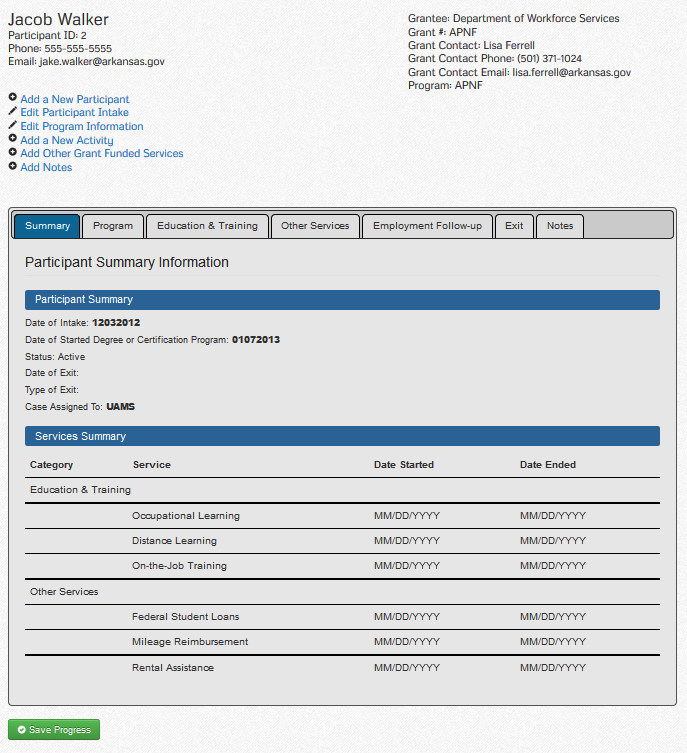 Jacob Walker
Participant ID: 2
Phone: 555-555-5555
Email: jake.walker@arkansas.gov
Grantee: Department of Workforce Services
Grant #: APNF
Grant Contact: Lisa Ferrell
Grant Contact Phone: (501) 371-1024
Grant Contact Email: lisa.ferrell@arkansas.gov
Program: APNF
Add a New Participant
Edit Participant Intake
Edit Program Information
Add a New Activity
Add Other Grant Funded Services
Add Notes
Summary Program Education & Training Other Services Employment Follow-up Exit Notes
Participant Summary Information
Participant Summary
Date of Intake: 12032012
Date of Started Degree or Certification Program: 01072013
Status: Active
Date of Exit:
Type of Exit:
Case Assigned To: UAMS
Services Summary
Category Service Date Started Date Ended
Education & Training
Occupational Learning MM/DD/YYYY MM/DD/YYYY
Distance Learning MM/DD/YYYY MM/DD/YYYY
On-the-Job Training MM/DD/YYYY MM/DD/YYYY
Other Services
Federal Student Loans MM/DD/YYYY MM/DD/YYYY
Mileage Reimbursement MM/DD/YYYY MM/DD/YYYY
Rental Assistance MM/DD/YYYY MM/DD/YYYY
Save Progress